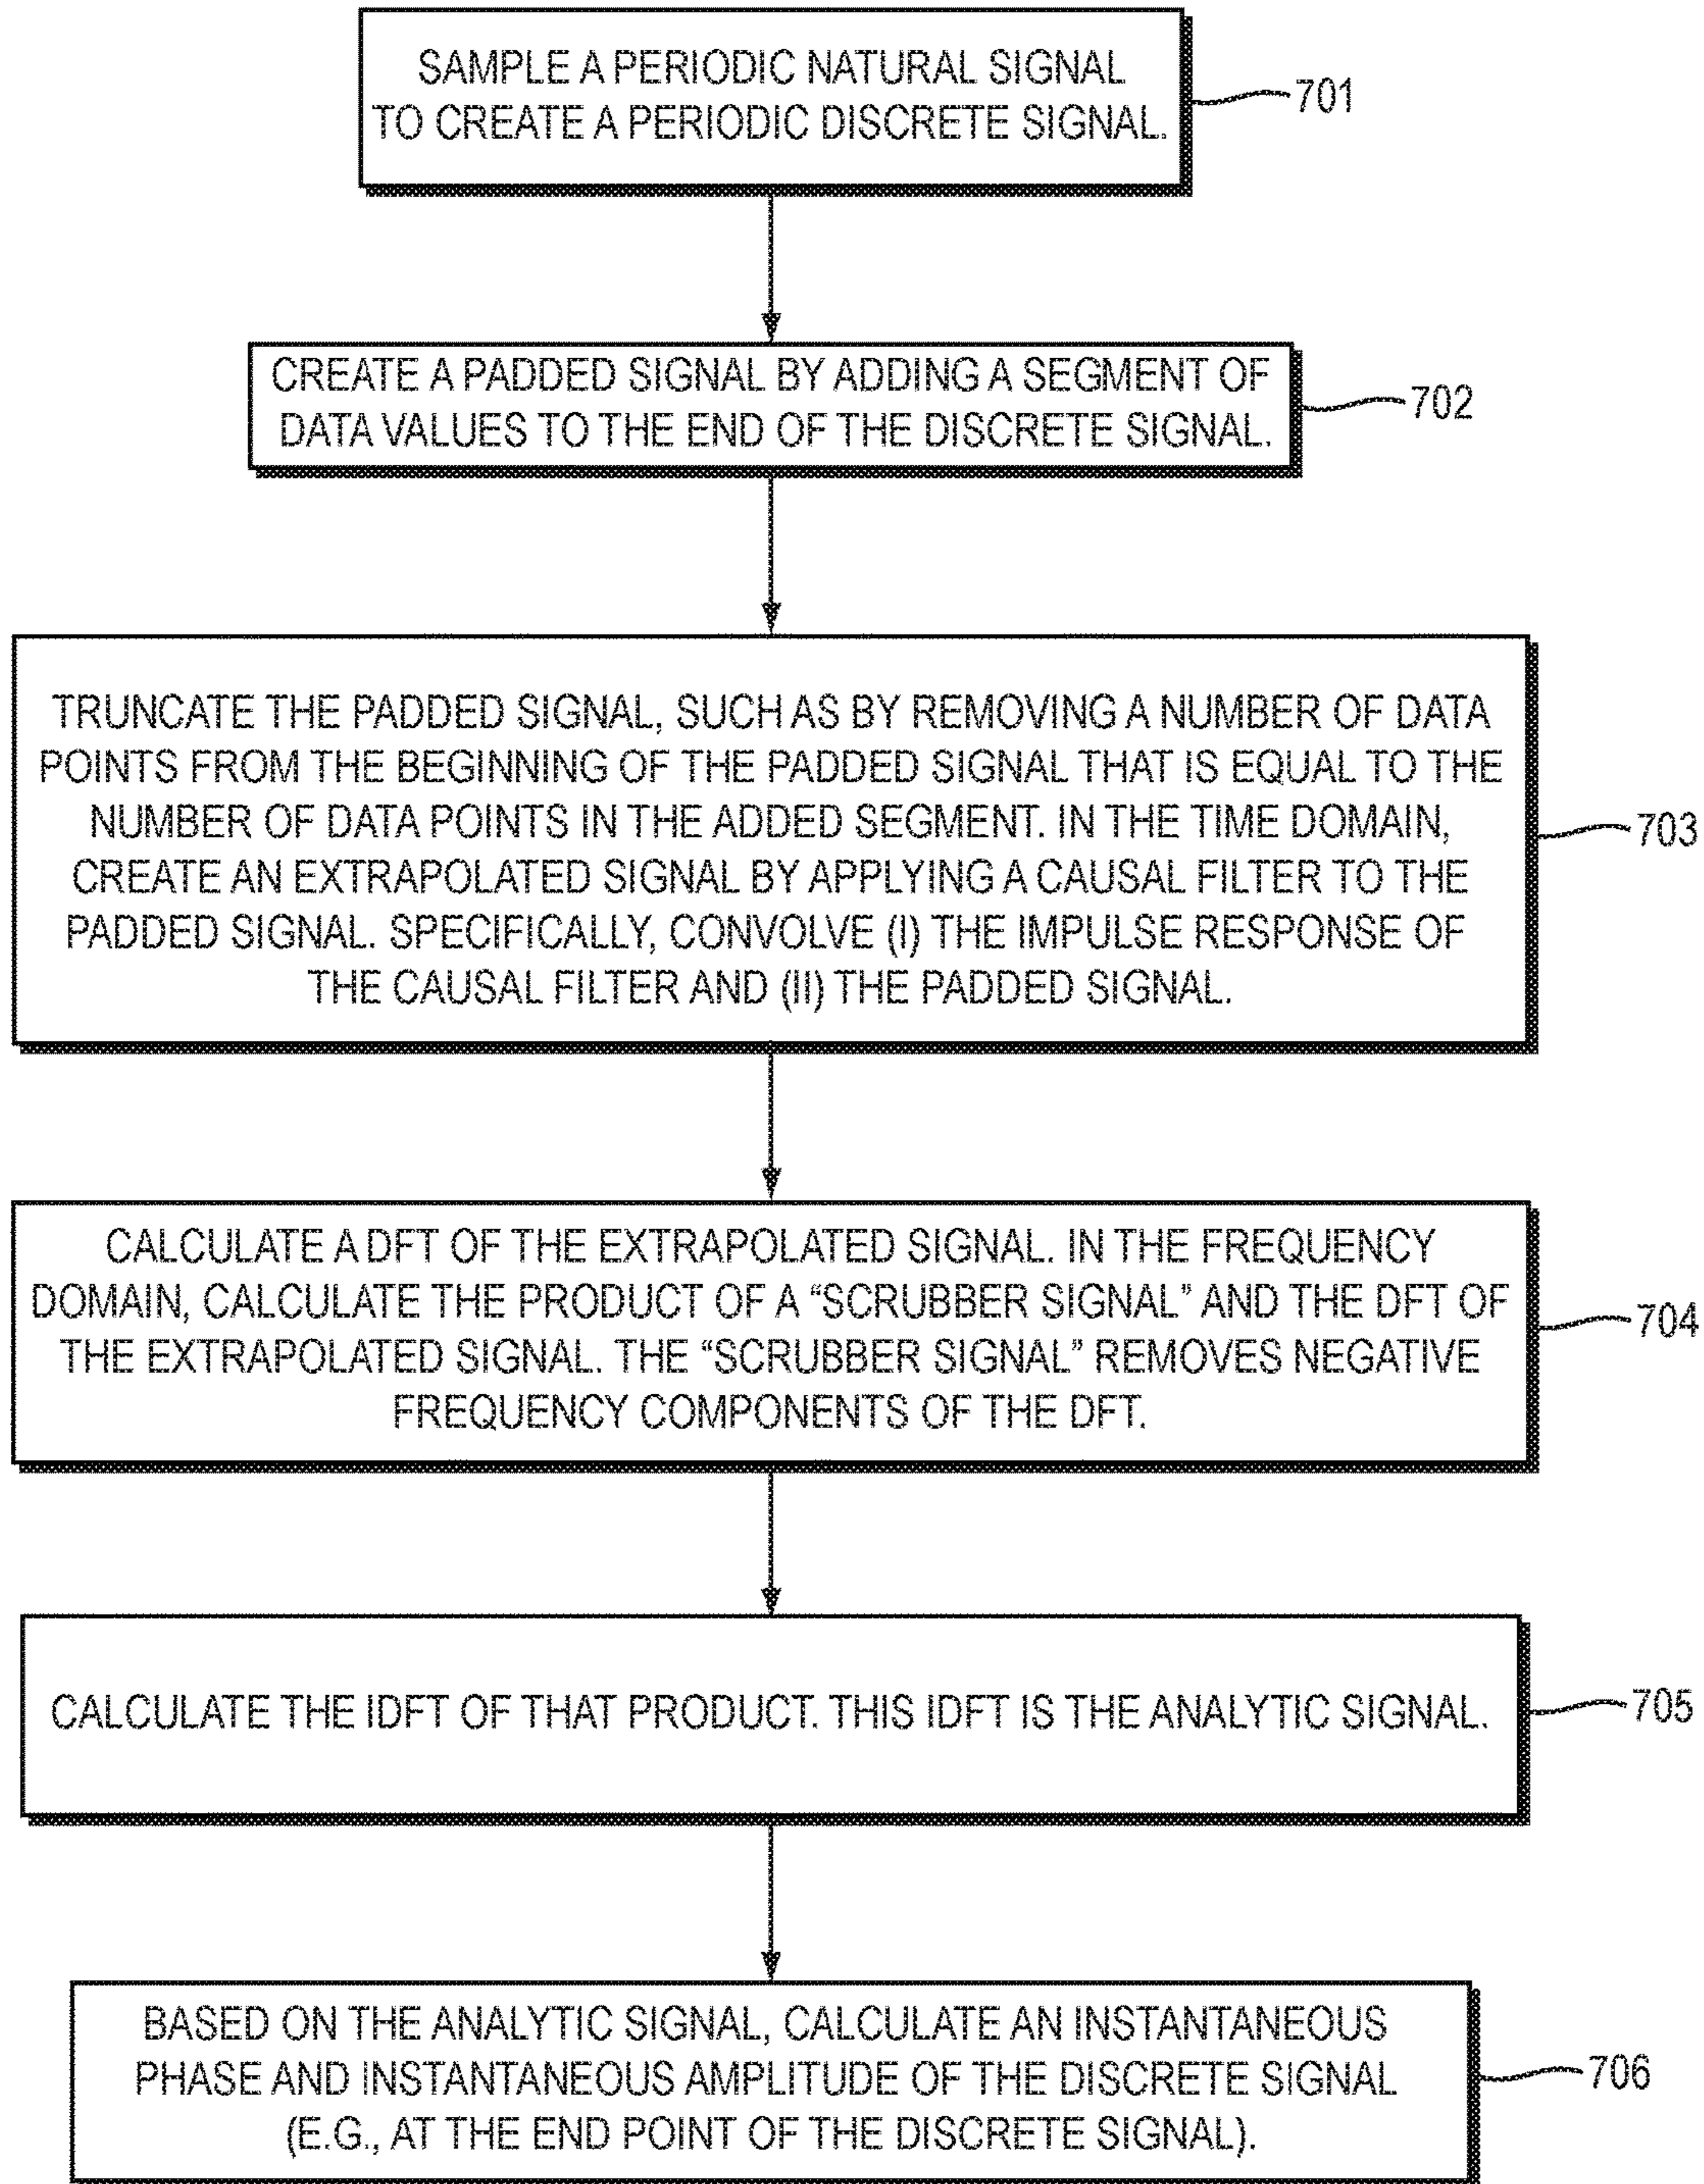 SAMPLE A PERIODIC NATURAL SIGNAL
TO CREATE A PERIODIC DISCRETE SIGNAL.
701
CREATE A PADDED SIGNAL BY ADDING A SEGMENT OF
DATA VALUES TO THE END OF THE DISCRETE SIGNAL.
702
TRUNCATE THE PADDED SIGNAL, SUCH AS BY REMOVING A NUMBER OF DATA
POINTS FROM THE BEGINNING OF THE PADDED SIGNAL THAT IS EQUAL TO THE
NUMBER OF DATA POINTS IN THE ADDED SEGMENT. IN THE TIME DOMAIN,
CREATE AN EXTRAPOLATED SIGNAL BY APPLYING A CAUSAL FILTER TO THE
PADDED SIGNAL. SPECIFICALLY, CONVOLVE (I) THE IMPULSE RESPONSE OF
THE CAUSAL FILTER AND (II) THE PADDED SIGNAL.
703
CALCULATE A DFT OF THE EXTRAPOLATED SIGNAL. IN THE FREQUENCY
DOMAIN, CALCULATE THE PRODUCT OF A “SCRUBBER SIGNAL” AND THE DFT OF
THE EXTRAPOLATED SIGNAL. THE “SCRUBBER SIGNAL” REMOVES NEGATIVE
FREQUENCY COMPONENTS OF THE DFT.
704
CALCULATE THE IDFT OF THAT PRODUCT. THIS IDFT IS THE ANALYTIC SIGNAL.
705
BASED ON THE ANALYTIC SIGNAL, CALCULATE AN INSTANTANEOUS
PHASE AND INSTANTANEOUS AMPLITUDE OF THE DISCRETE SIGNAL
(E.G., AT THE END POINT OF THE DISCRETE SIGNAL).
706